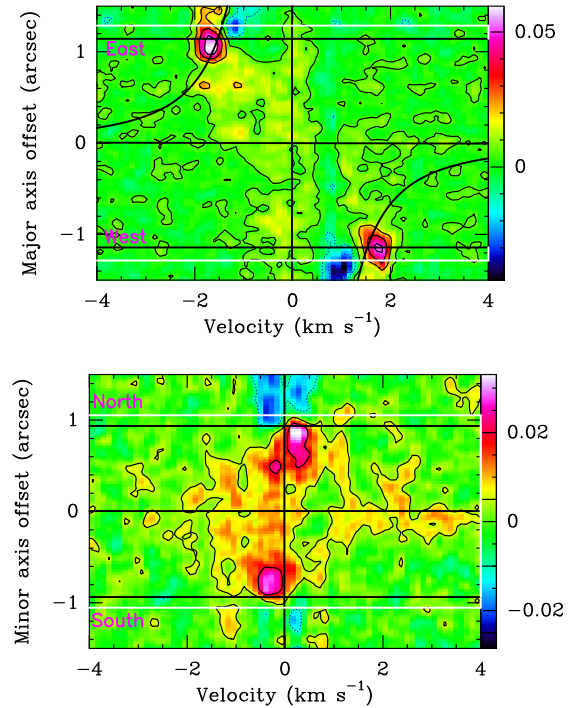 Major axis offset (arcsec)
1
0
−1
East
West
0.05
0
−4
−2
0
2
4
Velocity (km s−1)
Minor axis offset (arcsec)
1
0
−1
North
South
0.02
0
−0.02
−4
−2
0
2
4
Velocity (km s−1)